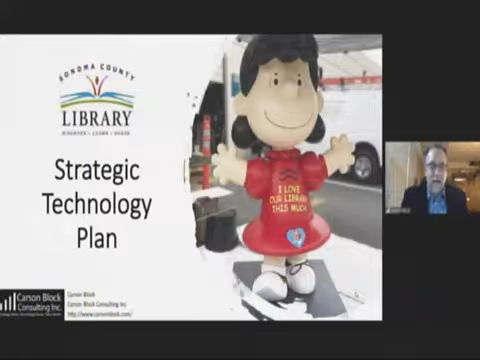 SONOMA COUNTY
LIBRARY
DISCOVER • LEARN • SHARE
Strategic
Technology
Plan
I LOVE
OUR LIBRARY
THIS MUCH
Carson Block
Consulting Inc.
Carson Block
Carson Block Consulting Inc.
http://www.carsonblock.com/